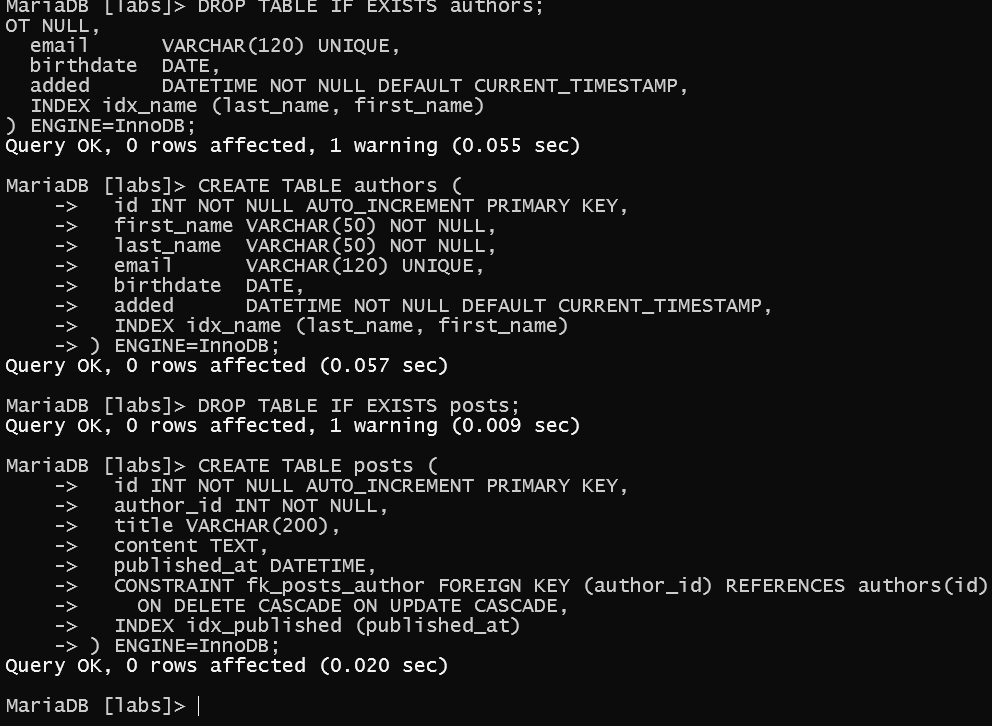 MariaDB [labs]> DROP TABLE IF EXISTS authors;
OT NULL,
  email      VARCHAR(120) UNIQUE,
  birthdate  DATE,
  added      DATETIME NOT NULL DEFAULT CURRENT_TIMESTAMP,
  INDEX idx_name (last_name, first_name)
) ENGINE=InnoDB;
Query OK, 0 rows affected, 1 warning (0.055 sec)

MariaDB [labs]> CREATE TABLE authors (
    ->   id INT NOT NULL AUTO_INCREMENT PRIMARY KEY,
    ->   first_name VARCHAR(50) NOT NULL,
    ->   last_name  VARCHAR(50) NOT NULL,
    ->   email      VARCHAR(120) UNIQUE,
    ->   birthdate  DATE,
    ->   added      DATETIME NOT NULL DEFAULT CURRENT_TIMESTAMP,
    ->   INDEX idx_name (last_name, first_name)
    -> ) ENGINE=InnoDB;
Query OK, 0 rows affected (0.057 sec)

MariaDB [labs]> DROP TABLE IF EXISTS posts;
Query OK, 0 rows affected, 1 warning (0.009 sec)

MariaDB [labs]> CREATE TABLE posts (
    ->   id INT NOT NULL AUTO_INCREMENT PRIMARY KEY,
    ->   author_id INT NOT NULL,
    ->   title VARCHAR(200),
    ->   content TEXT,
    ->   published_at DATETIME,
    ->   CONSTRAINT fk_posts_author FOREIGN KEY (author_id) REFERENCES authors(id)
    ->     ON DELETE CASCADE ON UPDATE CASCADE,
    ->   INDEX idx_published (published_at)
    -> ) ENGINE=InnoDB;
Query OK, 0 rows affected (0.020 sec)

MariaDB [labs]>